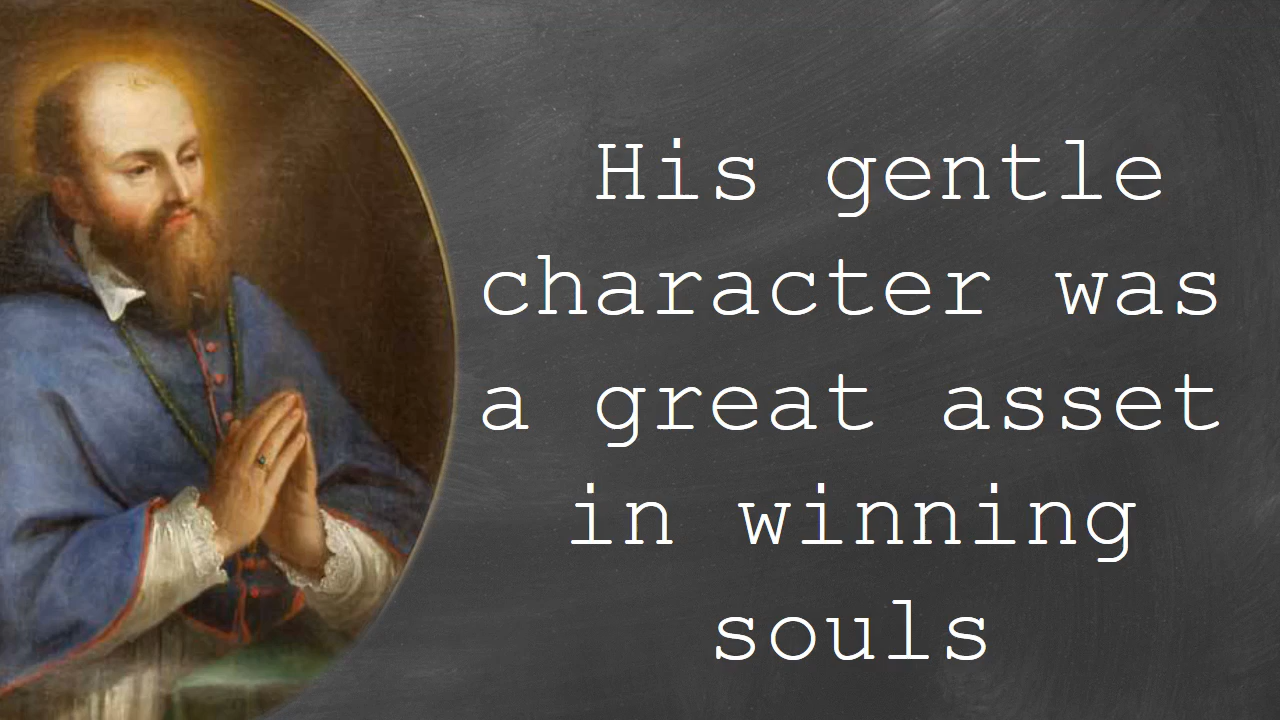 His gentle
character was
a great asset
in winning
souls